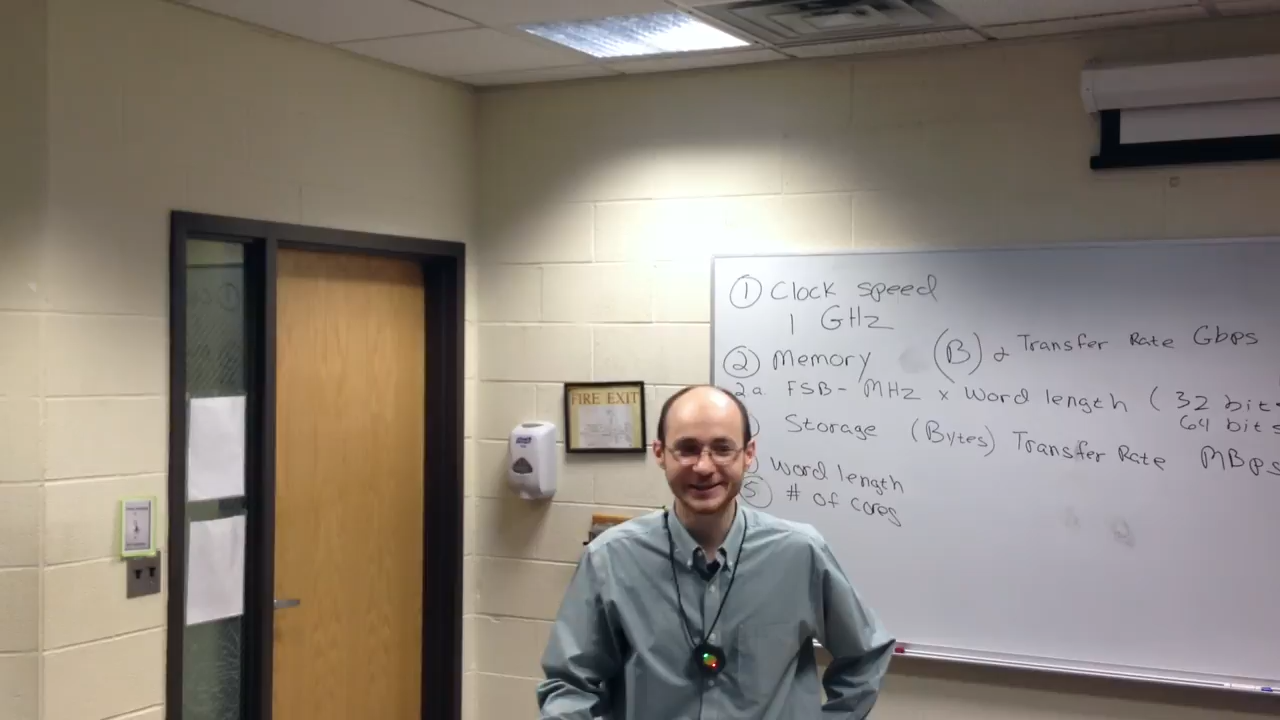 ① Clock speed
1 GHz
② Memory (B) & Transfer Rate Gbps
2a FSB - MHz x Word length ( 32 bit
64 bit
Storage (Bytes) Transfer Rate MBps
) Word length
⑤ # of cores
FIRE EXIT